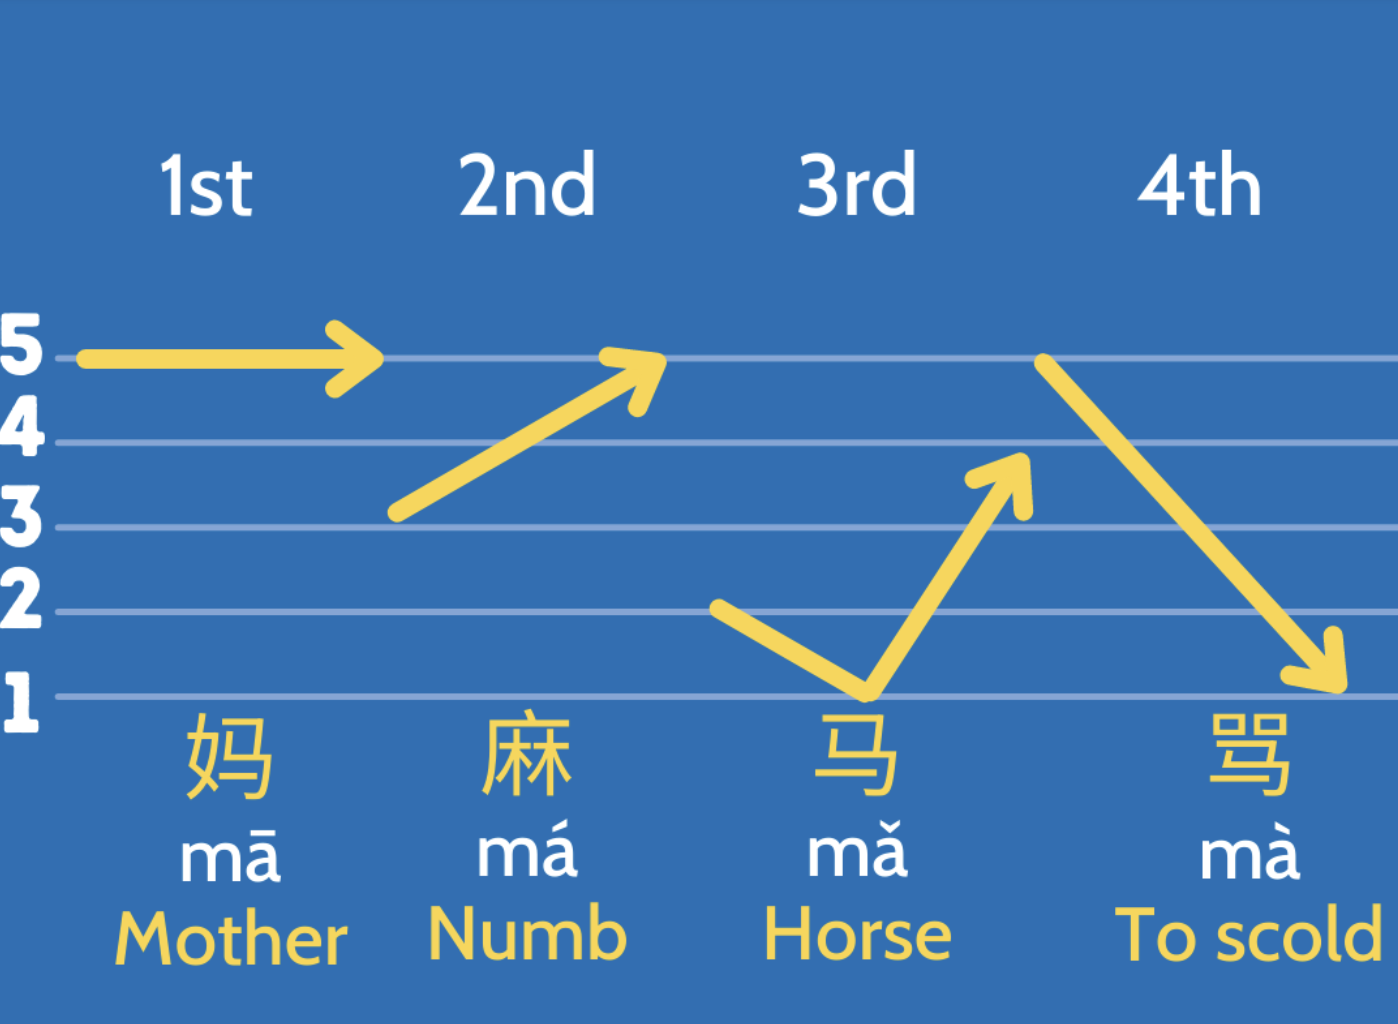 1st 2nd 3rd 4th
5
4
3
2
1
妈 麻 马 骂
mā má mǎ mà
Mother Numb Horse To scold